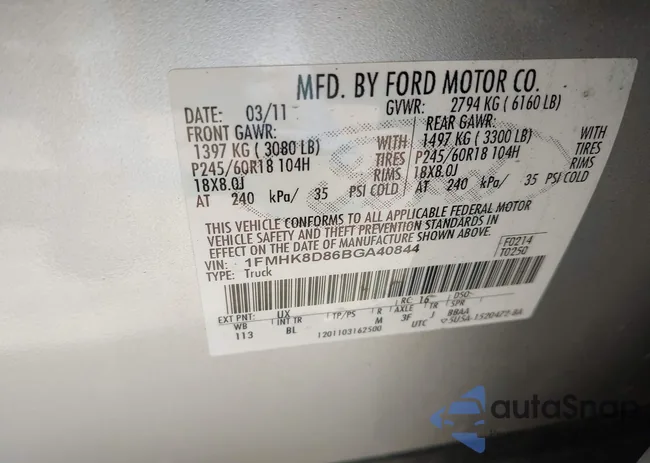 MFD. BY FORD MOTOR CO.
DATE: 03/11 GVWR: 2794 KG ( 6160 LB)
FRONT GAWR: REAR GAWR:
1397 KG ( 3080 LB) WITH 1497 KG ( 3300 LB) WITH
P245/60R18 104H TIRES P245/60R18 104H TIRES
18X8.0J RIMS 18X8.0J RIMS
AT 240 kPa/ 35 PSI COLD AT 240 kPa/ 35 PSI COLD
THIS VEHICLE CONFORMS TO ALL APPLICABLE FEDERAL MOTOR
VEHICLE SAFETY AND THEFT PREVENTION STANDARDS IN
EFFECT ON THE DATE OF MANUFACTURE SHOWN ABOVE.
VIN: 1FMHK8D86BGA40844 F0214
TYPE: Truck T0250
EXT PNT: UX RC: 16 DSO:
WB INT TR TP/PS R AXLE TR SPR
113 BL M 3F J 8BAA
1201103162500 UTC
autaSnap